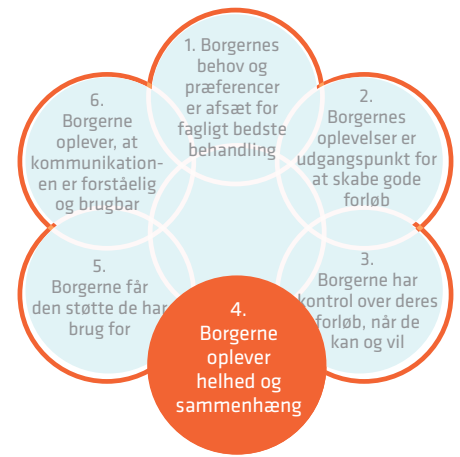 1. Borgernes
behov og
præferencer
er afsæt for
fagligt bedste
behandling
2.
Borgernes
oplevelser er
udgangspunkt for
at skabe gode
forløb
3.
Borgerne har
kontrol over deres
forløb, når de
kan og vil
4.
Borgerne
oplever
helhed og
sammenhæng
5.
Borgerne får
den støtte de har
brug for
6.
Borgerne
oplever, at
kommunikation-
en er forståelig
og brugbar